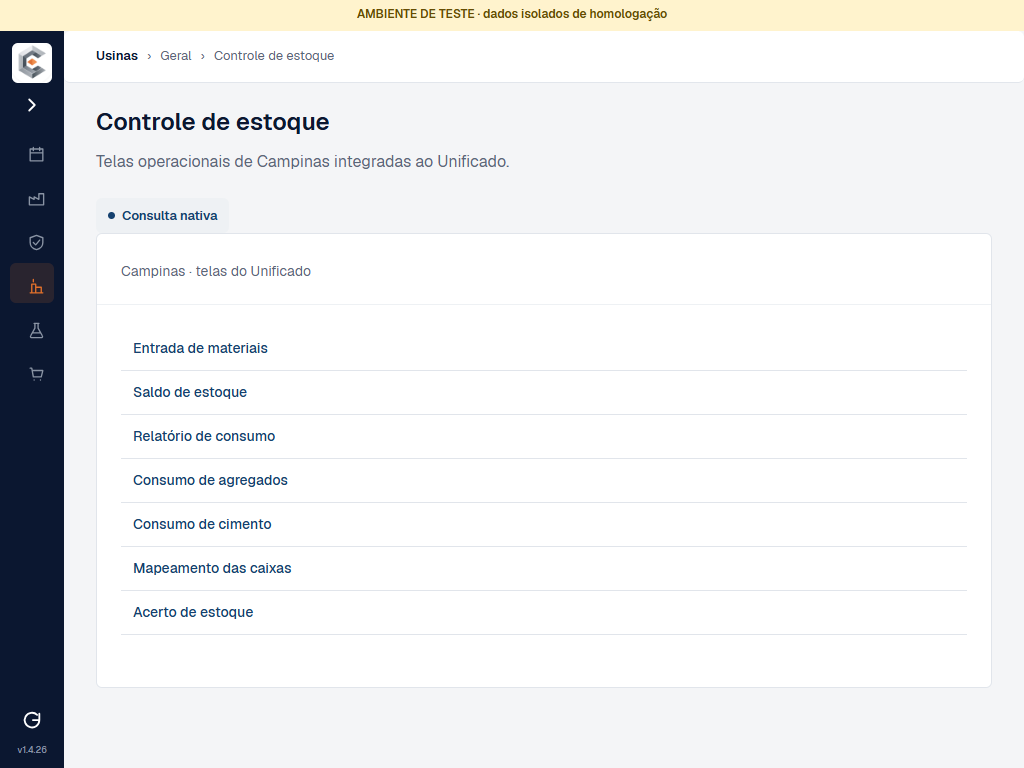 AMBIENTE DE TESTE · dados isolados de homologação
Usinas › Geral › Controle de estoque
Controle de estoque
Telas operacionais de Campinas integradas ao Unificado.
Consulta nativa
Campinas · telas do Unificado
Entrada de materiais
Saldo de estoque
Relatório de consumo
Consumo de agregados
Consumo de cimento
Mapeamento das caixas
Acerto de estoque
v1.4.26